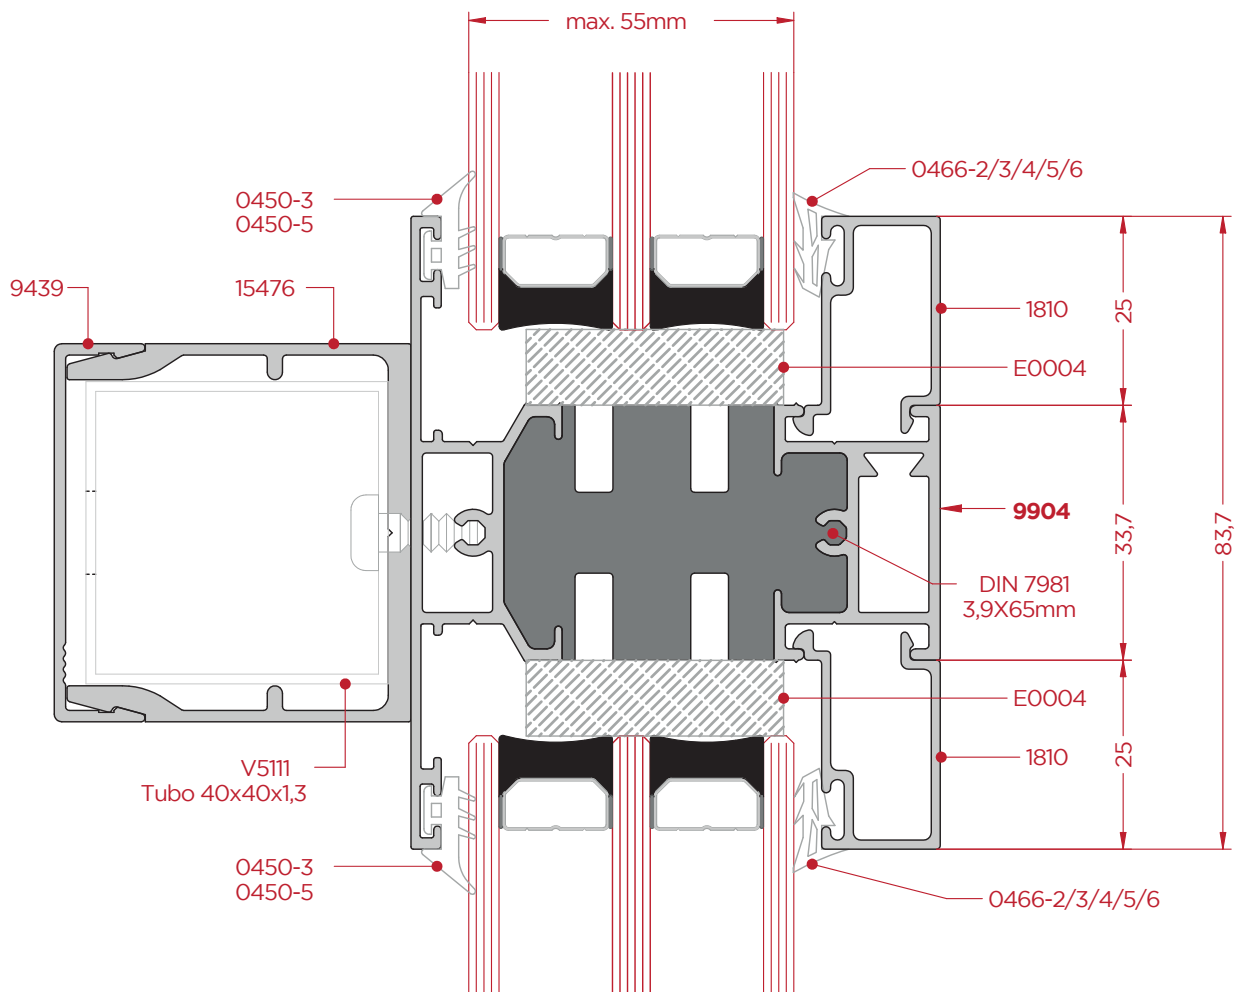 max. 55mm
0466-2/3/4/5/6
0450-3
0450-5
9439
15476
1810
25
E0004
9904
33,7
83,7
DIN 7981
3,9X65mm
E0004
V5111
Tubo 40x40x1,3
1810
25
0450-3
0450-5
0466-2/3/4/5/6